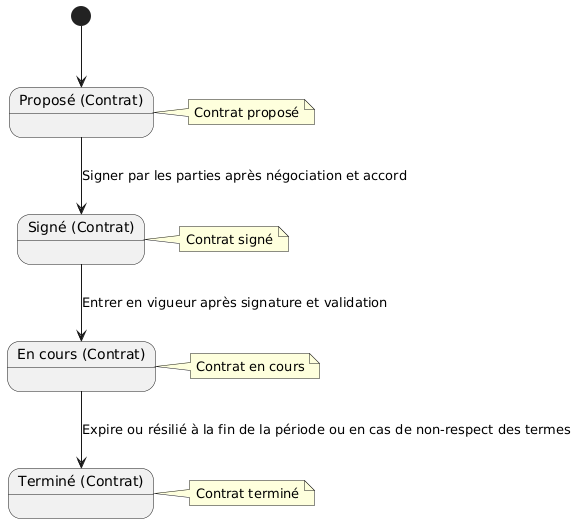 Proposé (Contrat)
Contrat proposé
Signer par les parties après négociation et accord
Signé (Contrat)
Contrat signé
Entrer en vigueur après signature et validation
En cours (Contrat)
Contrat en cours
Expire ou résilié à la fin de la période ou en cas de non-respect des termes
Terminé (Contrat)
Contrat terminé